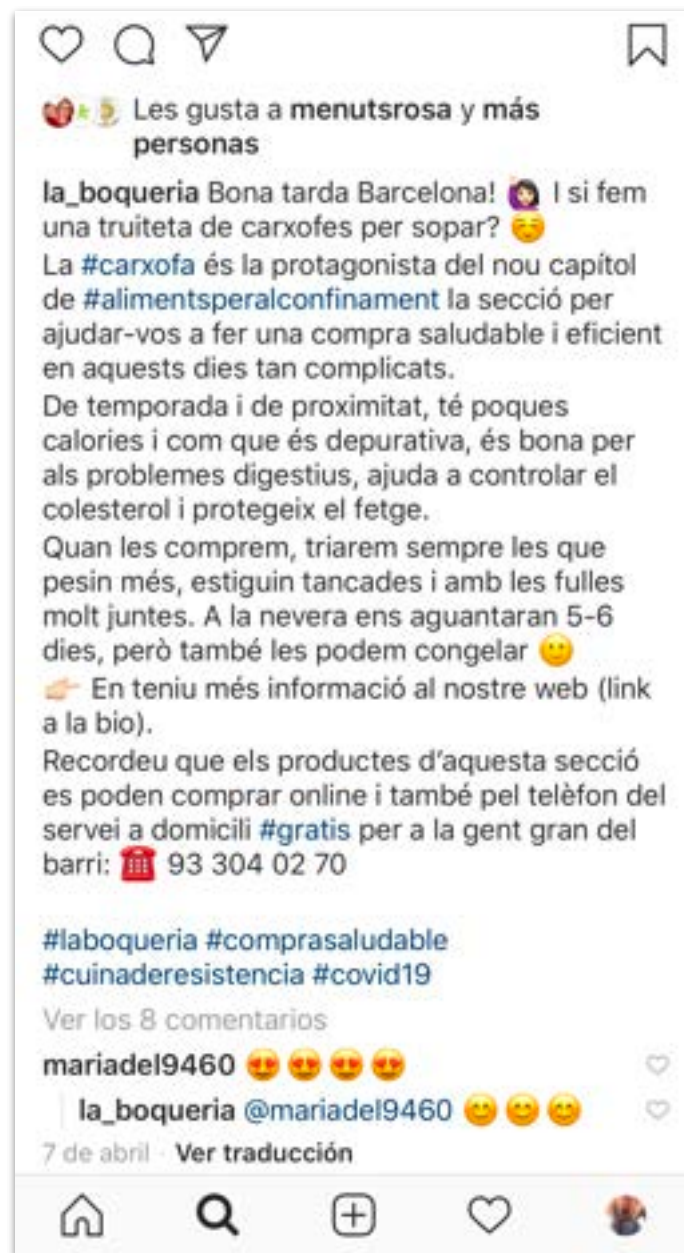 Les gusta a menutsrosa y más
personas
la_boqueria Bona tarda Barcelona! 🙋🏻‍♀️ I si fem
una truiteta de carxofes per sopar? ☺️
La #carxofa és la protagonista del nou capítol
de #alimentsperalconfinament la secció per
ajudar-vos a fer una compra saludable i eficient
en aquests dies tan complicats.
De temporada i de proximitat, té poques
calories i com que és depurativa, és bona per
als problemes digestius, ajuda a controlar el
colesterol i protegeix el fetge.
Quan les comprem, triarem sempre les que
pesin més, estiguin tancades i amb les fulles
molt juntes. A la nevera ens aguantaran 5-6
dies, però també les podem congelar 🙂
👉🏻 En teniu més informació al nostre web (link
a la bio).
Recordeu que els productes d'aquesta secció
es poden comprar online i també pel telèfon del
servei a domicili #gratis per a la gent gran del
barri: ☎️ 93 304 02 70
#laboqueria #comprasaludable
#cuinaderesistencia #covid19
Ver los 8 comentarios
mariadel9460 😍 😍 😍 😍
la_boqueria @mariadel9460 😊 😊 😊
7 de abril · Ver traducción